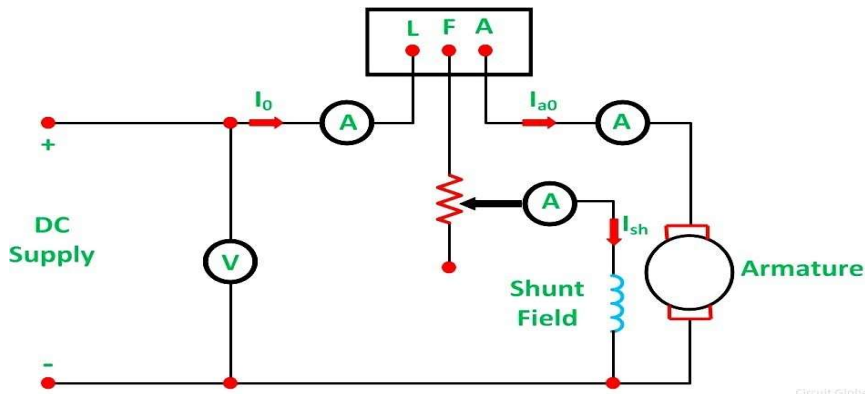 L F A
I0
A
Ia0
A
+
DC
Supply
V
A
Ish
Shunt
Field
Armature
-